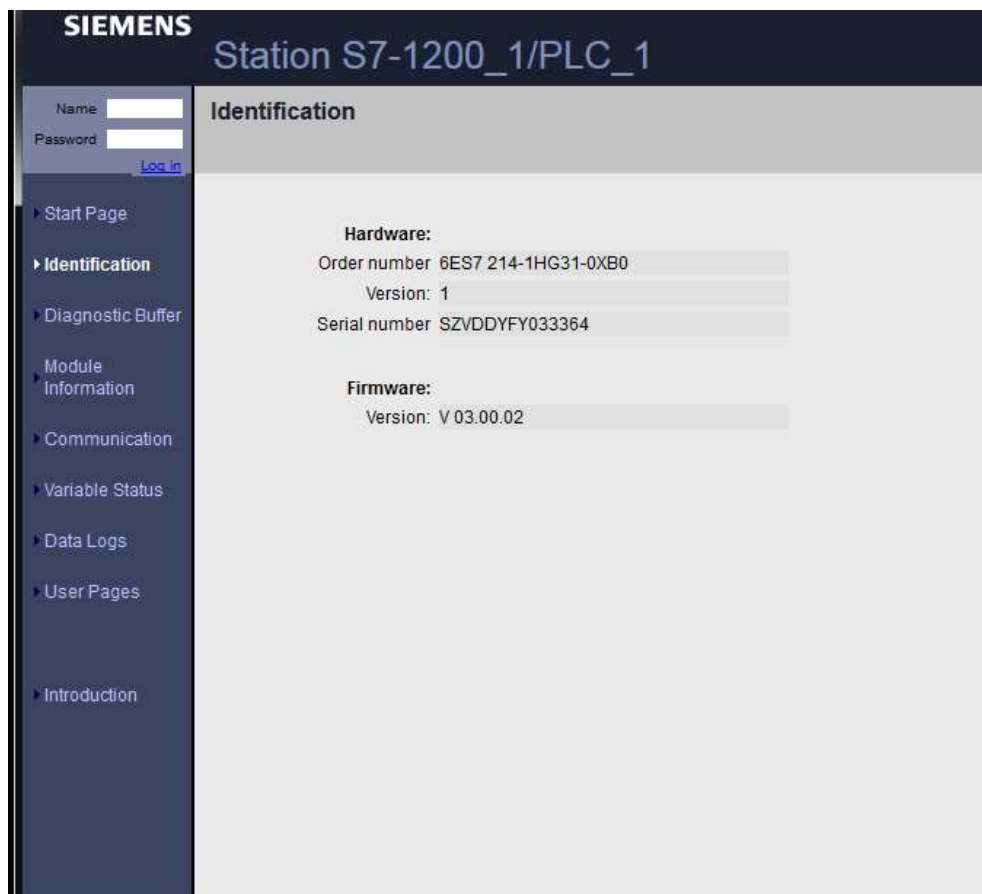 SIEMENS
Station S7-1200_1/PLC_1
Name
Password
Log in
Identification
Start Page
Identification
Diagnostic Buffer
Module
Information
Communication
Variable Status
Data Logs
User Pages
Introduction
Hardware:
Order number 6ES7 214-1HG31-0XB0
Version: 1
Serial number SZVDDYFY033364
Firmware:
Version: V 03.00.02